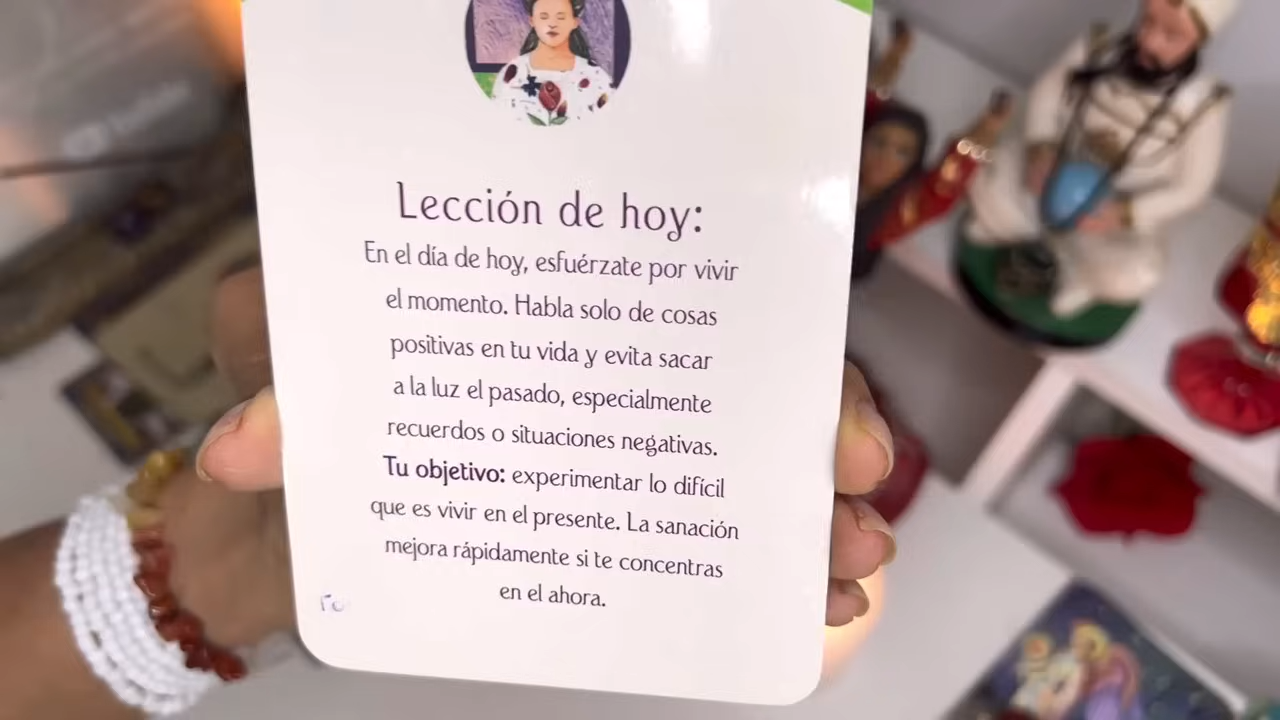 Lección de hoy:
En el día de hoy, esfuérzate por vivir
el momento. Habla solo de cosas
positivas en tu vida y evita sacar
a la luz el pasado, especialmente
recuerdos o situaciones negativas.
Tu objetivo: experimentar lo difícil
que es vivir en el presente. La sanación
mejora rápidamente si te concentras
en el ahora.